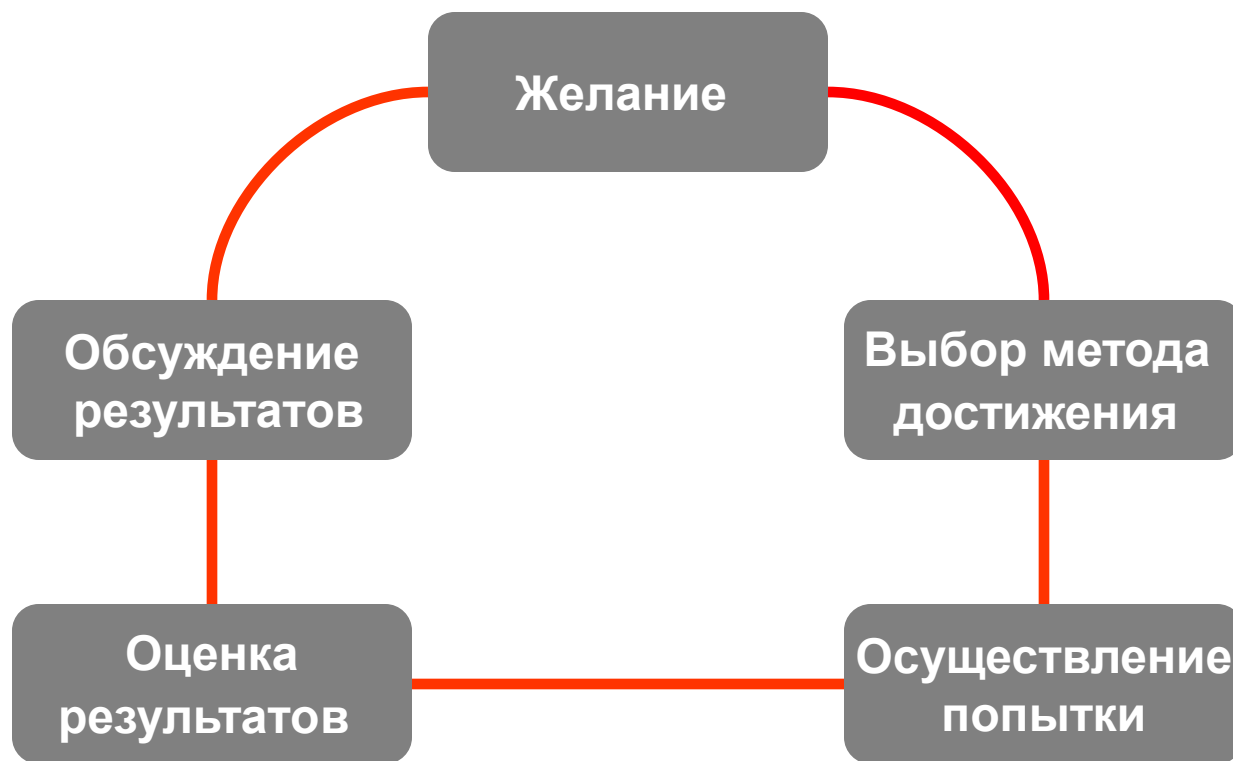 Желание
Обсуждение
результатов
Выбор метода
достижения
Оценка
результатов
Осуществление
попытки